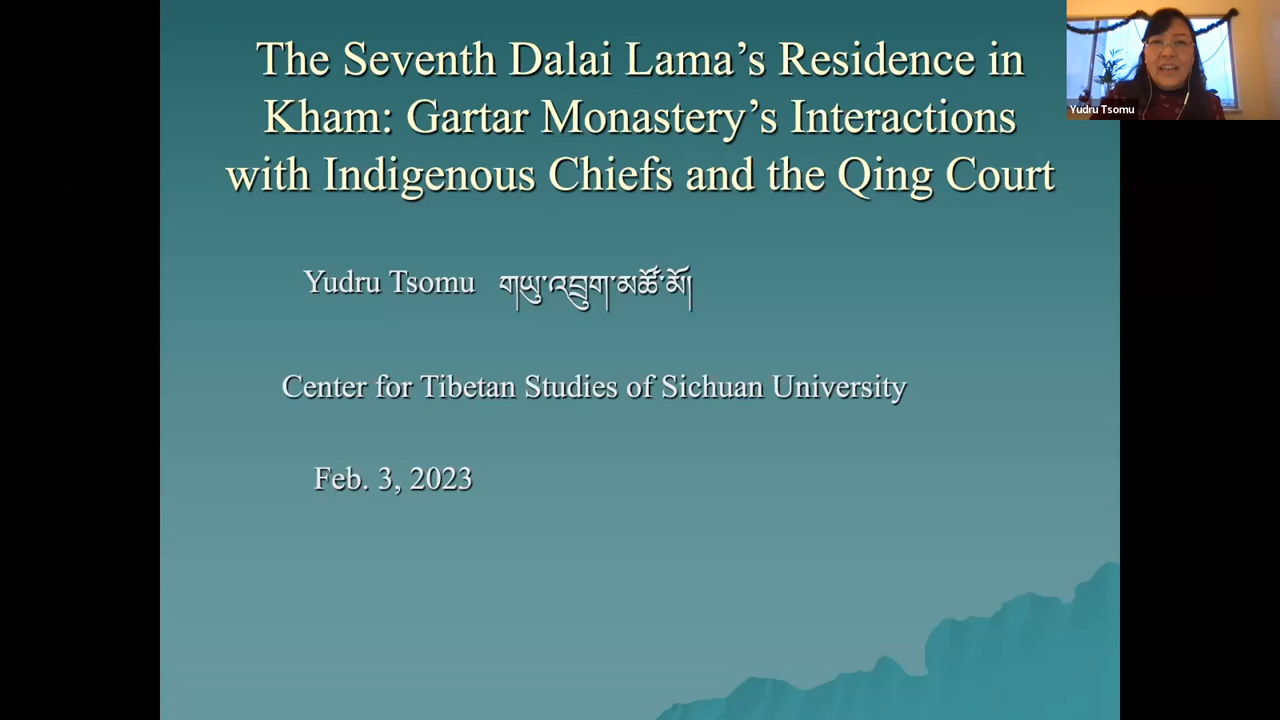 The Seventh Dalai Lama’s Residence in
Kham: Gartar Monastery’s Interactions
with Indigenous Chiefs and the Qing Court
Yudru Tsomu གཡུ་འབྲུག་མཚོ་མོ།
Center for Tibetan Studies of Sichuan University
Feb. 3, 2023
Yudru Tsomu